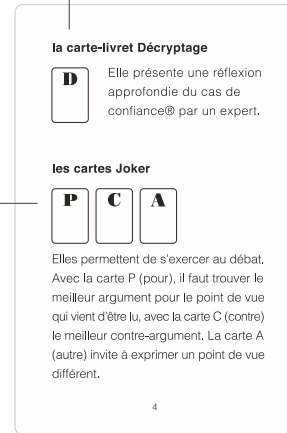 la carte-livret Décryptage
D
Elle présente une réflexion
approfondie du cas de
confiance® par un expert.
les cartes Joker
P C A
Elles permettent de s'exercer au débat.
Avec la carte P (pour), il faut trouver le
meilleur argument pour le point de vue
qui vient d'être lu, avec la carte C (contre)
le meilleur contre-argument. La carte A
(autre) invite à exprimer un point de vue
différent.
4